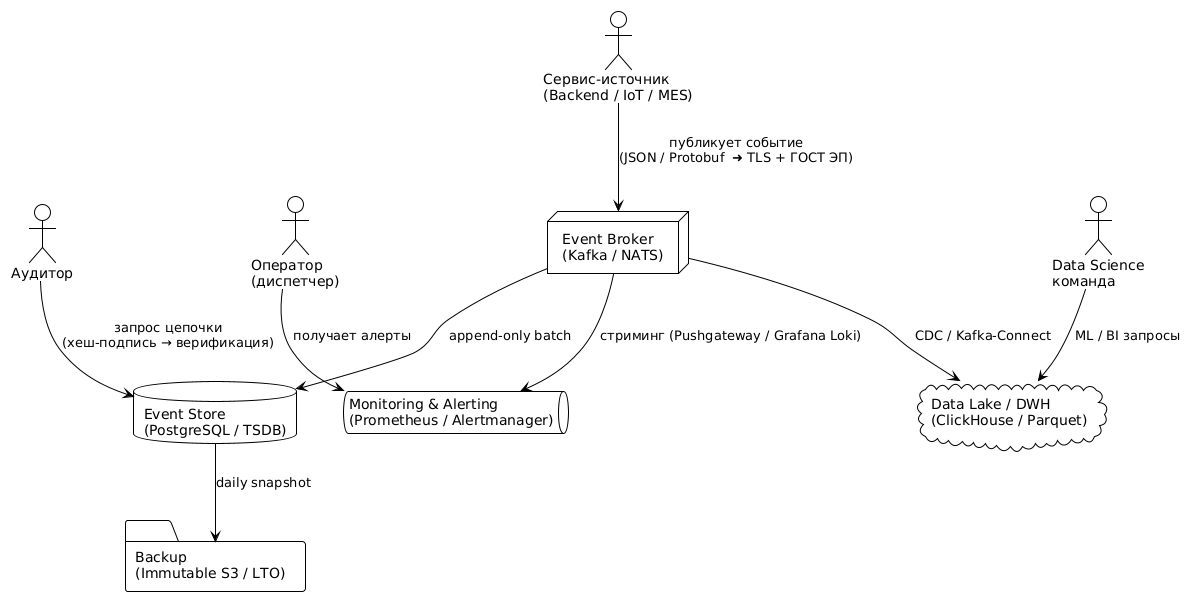 Сервис-источник
(Backend / IoT / MES)
публикует событие
(JSON / Protobuf ➜ TLS + ГОСТ ЭП)
Аудитор
Оператор
(диспетчер)
Event Broker
(Kafka / NATS)
Data Science
команда
запрос цепочки
(хеш-подпись → верификация)
получает алерты
append-only batch
стриминг (Pushgateway / Grafana Loki)
CDC / Kafka-Connect
ML / BI запросы
Event Store
(PostgreSQL / TSDB)
Monitoring & Alerting
(Prometheus / Alertmanager)
Data Lake / DWH
(ClickHouse / Parquet)
daily snapshot
Backup
(Immutable S3 / LTO)